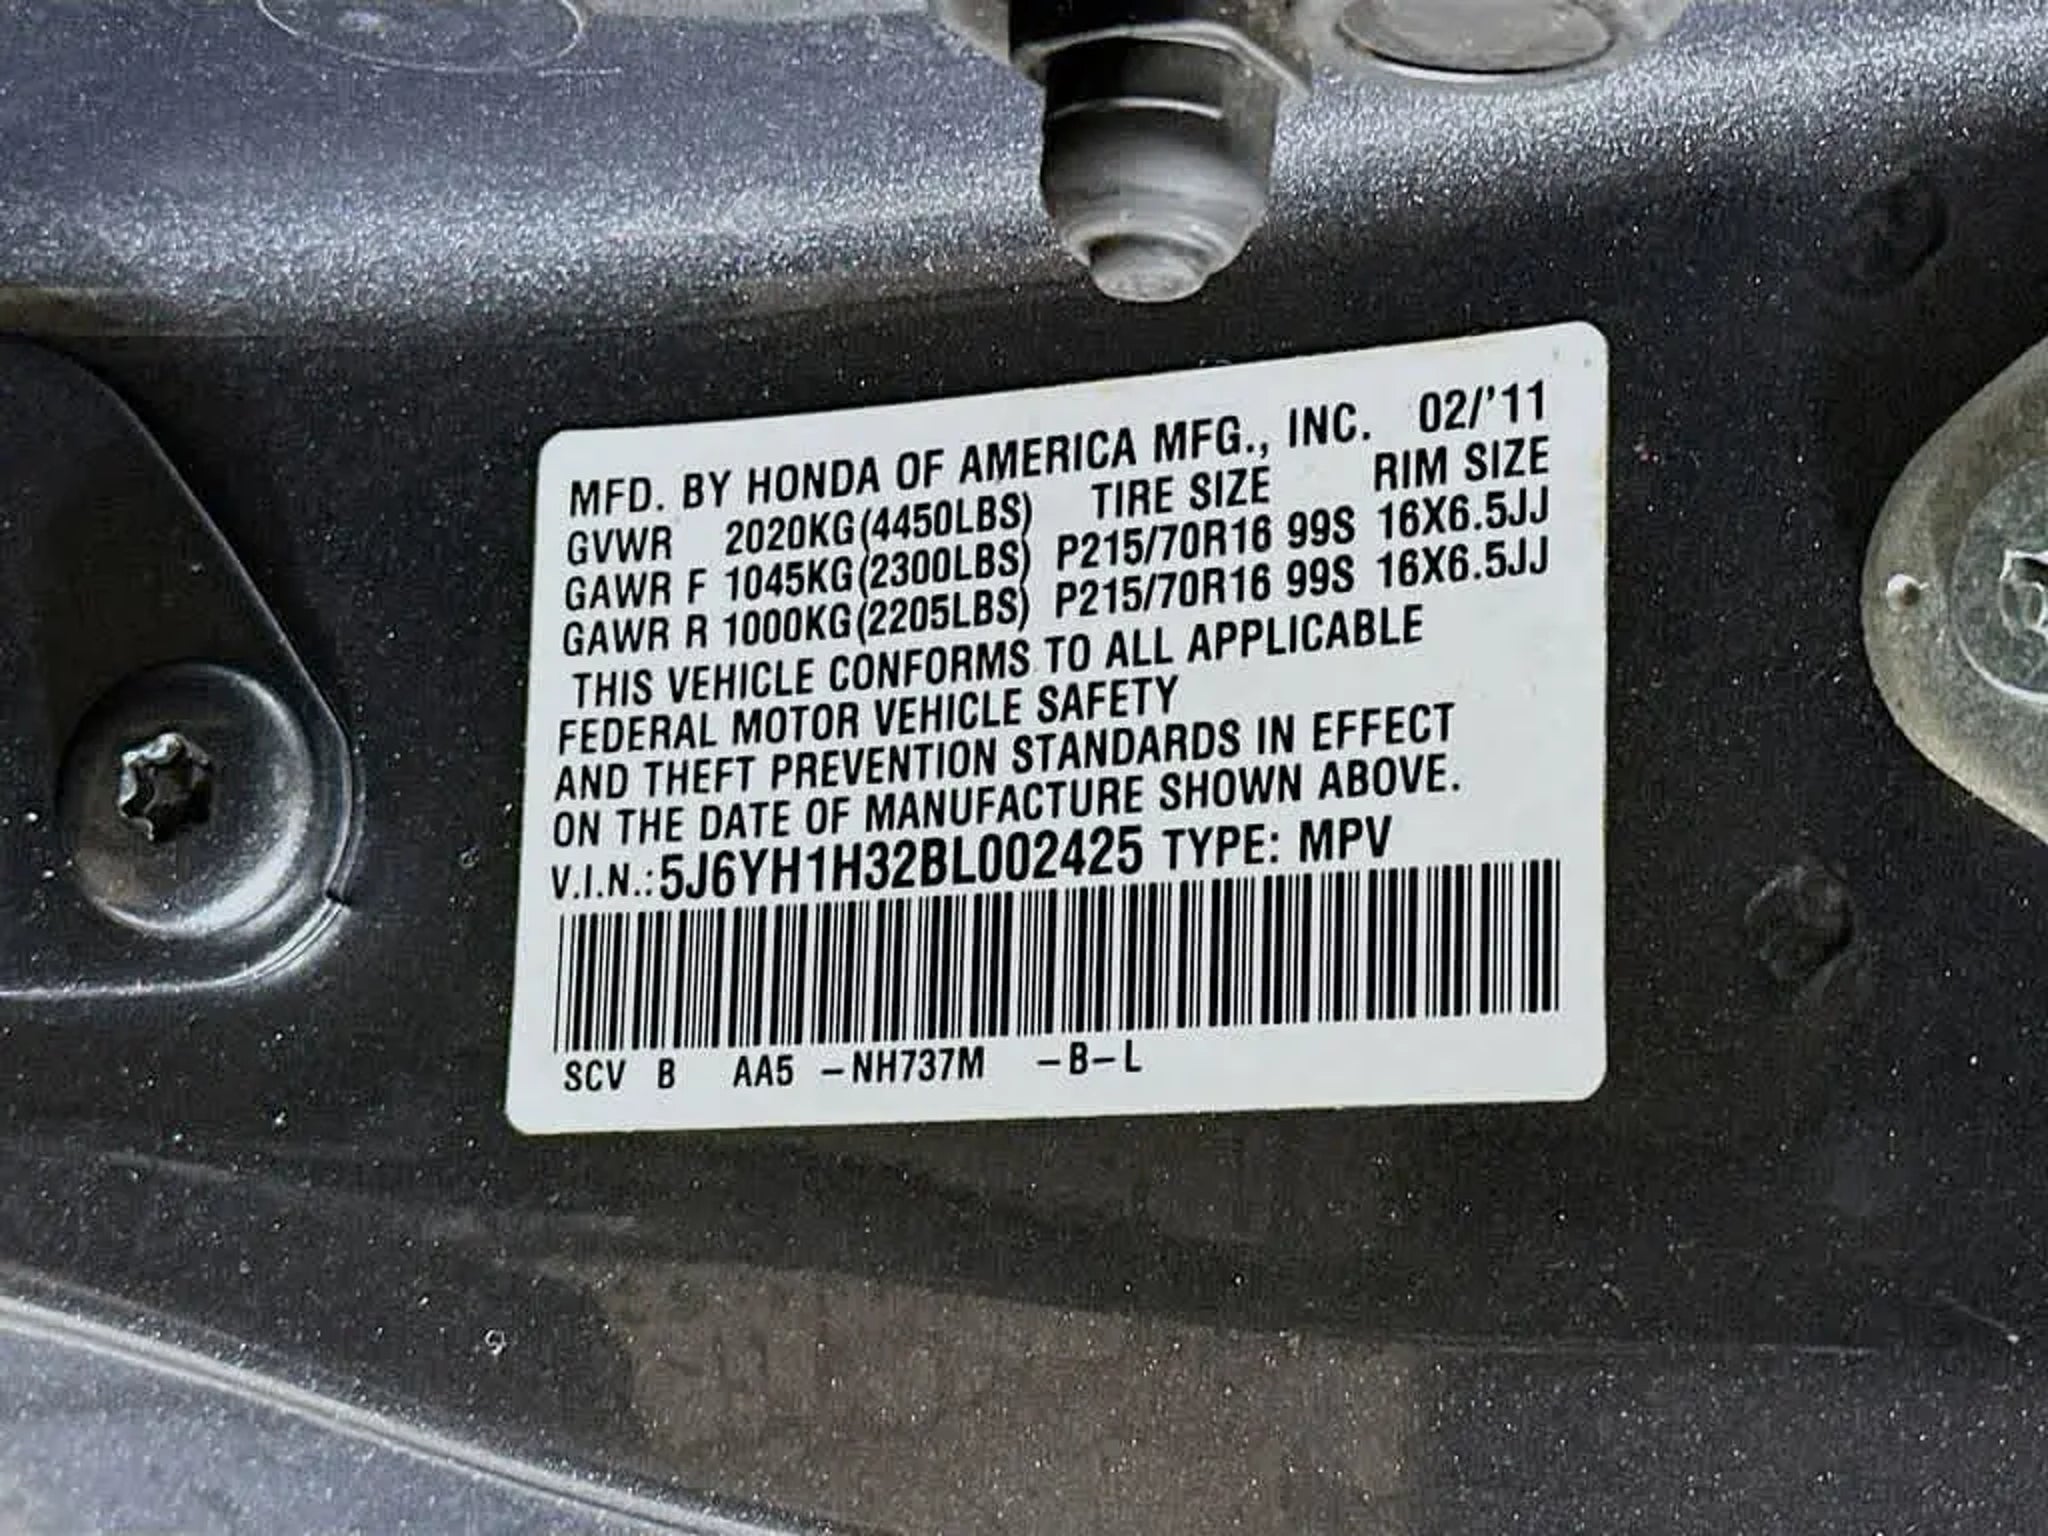 MFD. BY HONDA OF AMERICA MFG., INC. 02/'11
GVWR 2020KG(4450LBS) TIRE SIZE RIM SIZE
GAWR F 1045KG(2300LBS) P215/70R16 99S 16X6.5JJ
GAWR R 1000KG(2205LBS) P215/70R16 99S 16X6.5JJ
THIS VEHICLE CONFORMS TO ALL APPLICABLE
FEDERAL MOTOR VEHICLE SAFETY
AND THEFT PREVENTION STANDARDS IN EFFECT
ON THE DATE OF MANUFACTURE SHOWN ABOVE.
V.I.N.:5J6YH1H32BL002425 TYPE: MPV
SCV B AA5 -NH737M -B-L